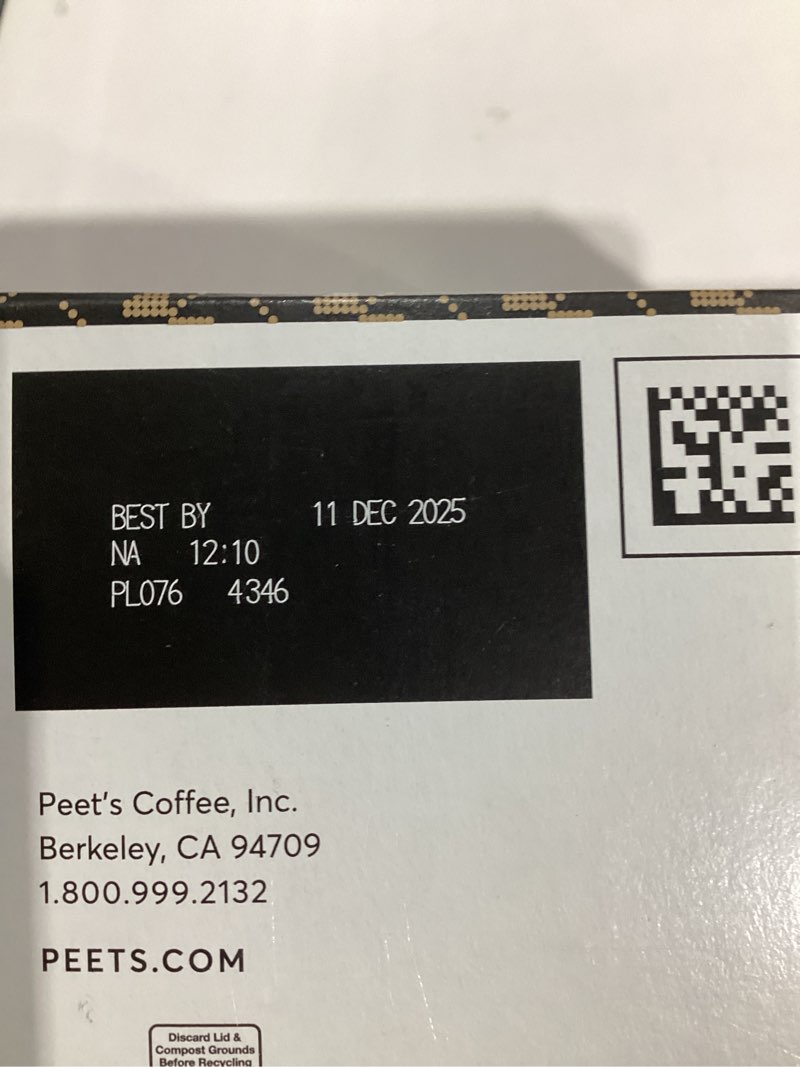 BEST BY 11 DEC 2025
NA 12:10
PL076 4346
Peet's Coffee, Inc.
Berkeley, CA 94709
1.800.999.2132
PEETS.COM
Discard Lid &
Compost Grounds
Before Recycling